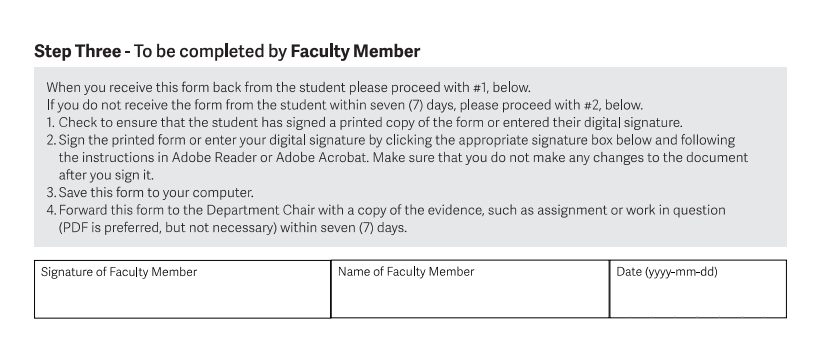 Step Three - To be completed by Faculty Member
When you receive this form back from the student please proceed with #1, below.
If you do not receive the form from the student within seven (7) days, please proceed with #2, below.
1. Check to ensure that the student has signed a printed copy of the form or entered their digital signature.
2. Sign the printed form or enter your digital signature by clicking the appropriate signature box below and following
the instructions in Adobe Reader or Adobe Acrobat. Make sure that you do not make any changes to the document
after you sign it.
3. Save this form to your computer.
4. Forward this form to the Department Chair with a copy of the evidence, such as assignment or work in question
(PDF is preferred, but not necessary) within seven (7) days.
Signature of Faculty Member
Name of Faculty Member
Date (yyyy-mm-dd)